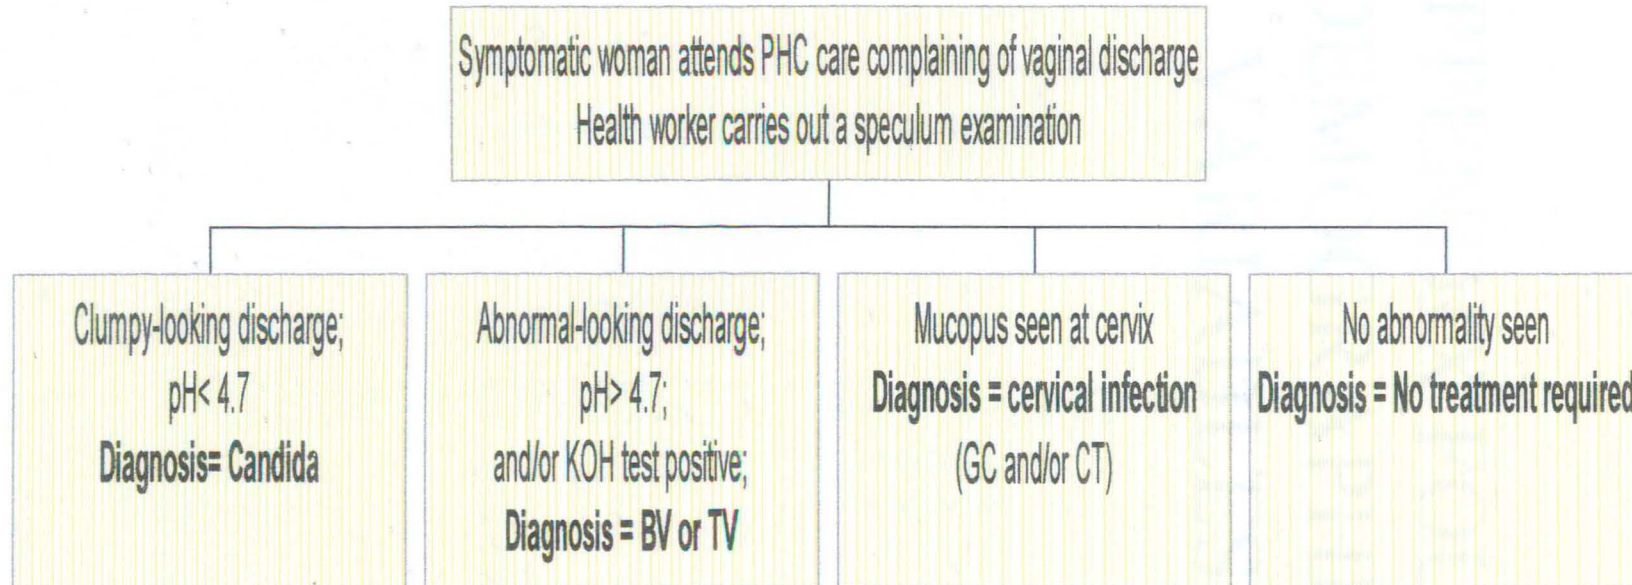 Symptomatic woman attends PHC care complaining of vaginal discharge
Health worker carries out a speculum examination
Clumpy-looking discharge;
pH< 4.7
Diagnosis= Candida
Abnormal-looking discharge;
pH> 4.7;
and/or KOH test positive;
Diagnosis = BV or TV
Mucopus seen at cervix
Diagnosis = cervical infection
(GC and/or CT)
No abnormality seen
Diagnosis = No treatment required